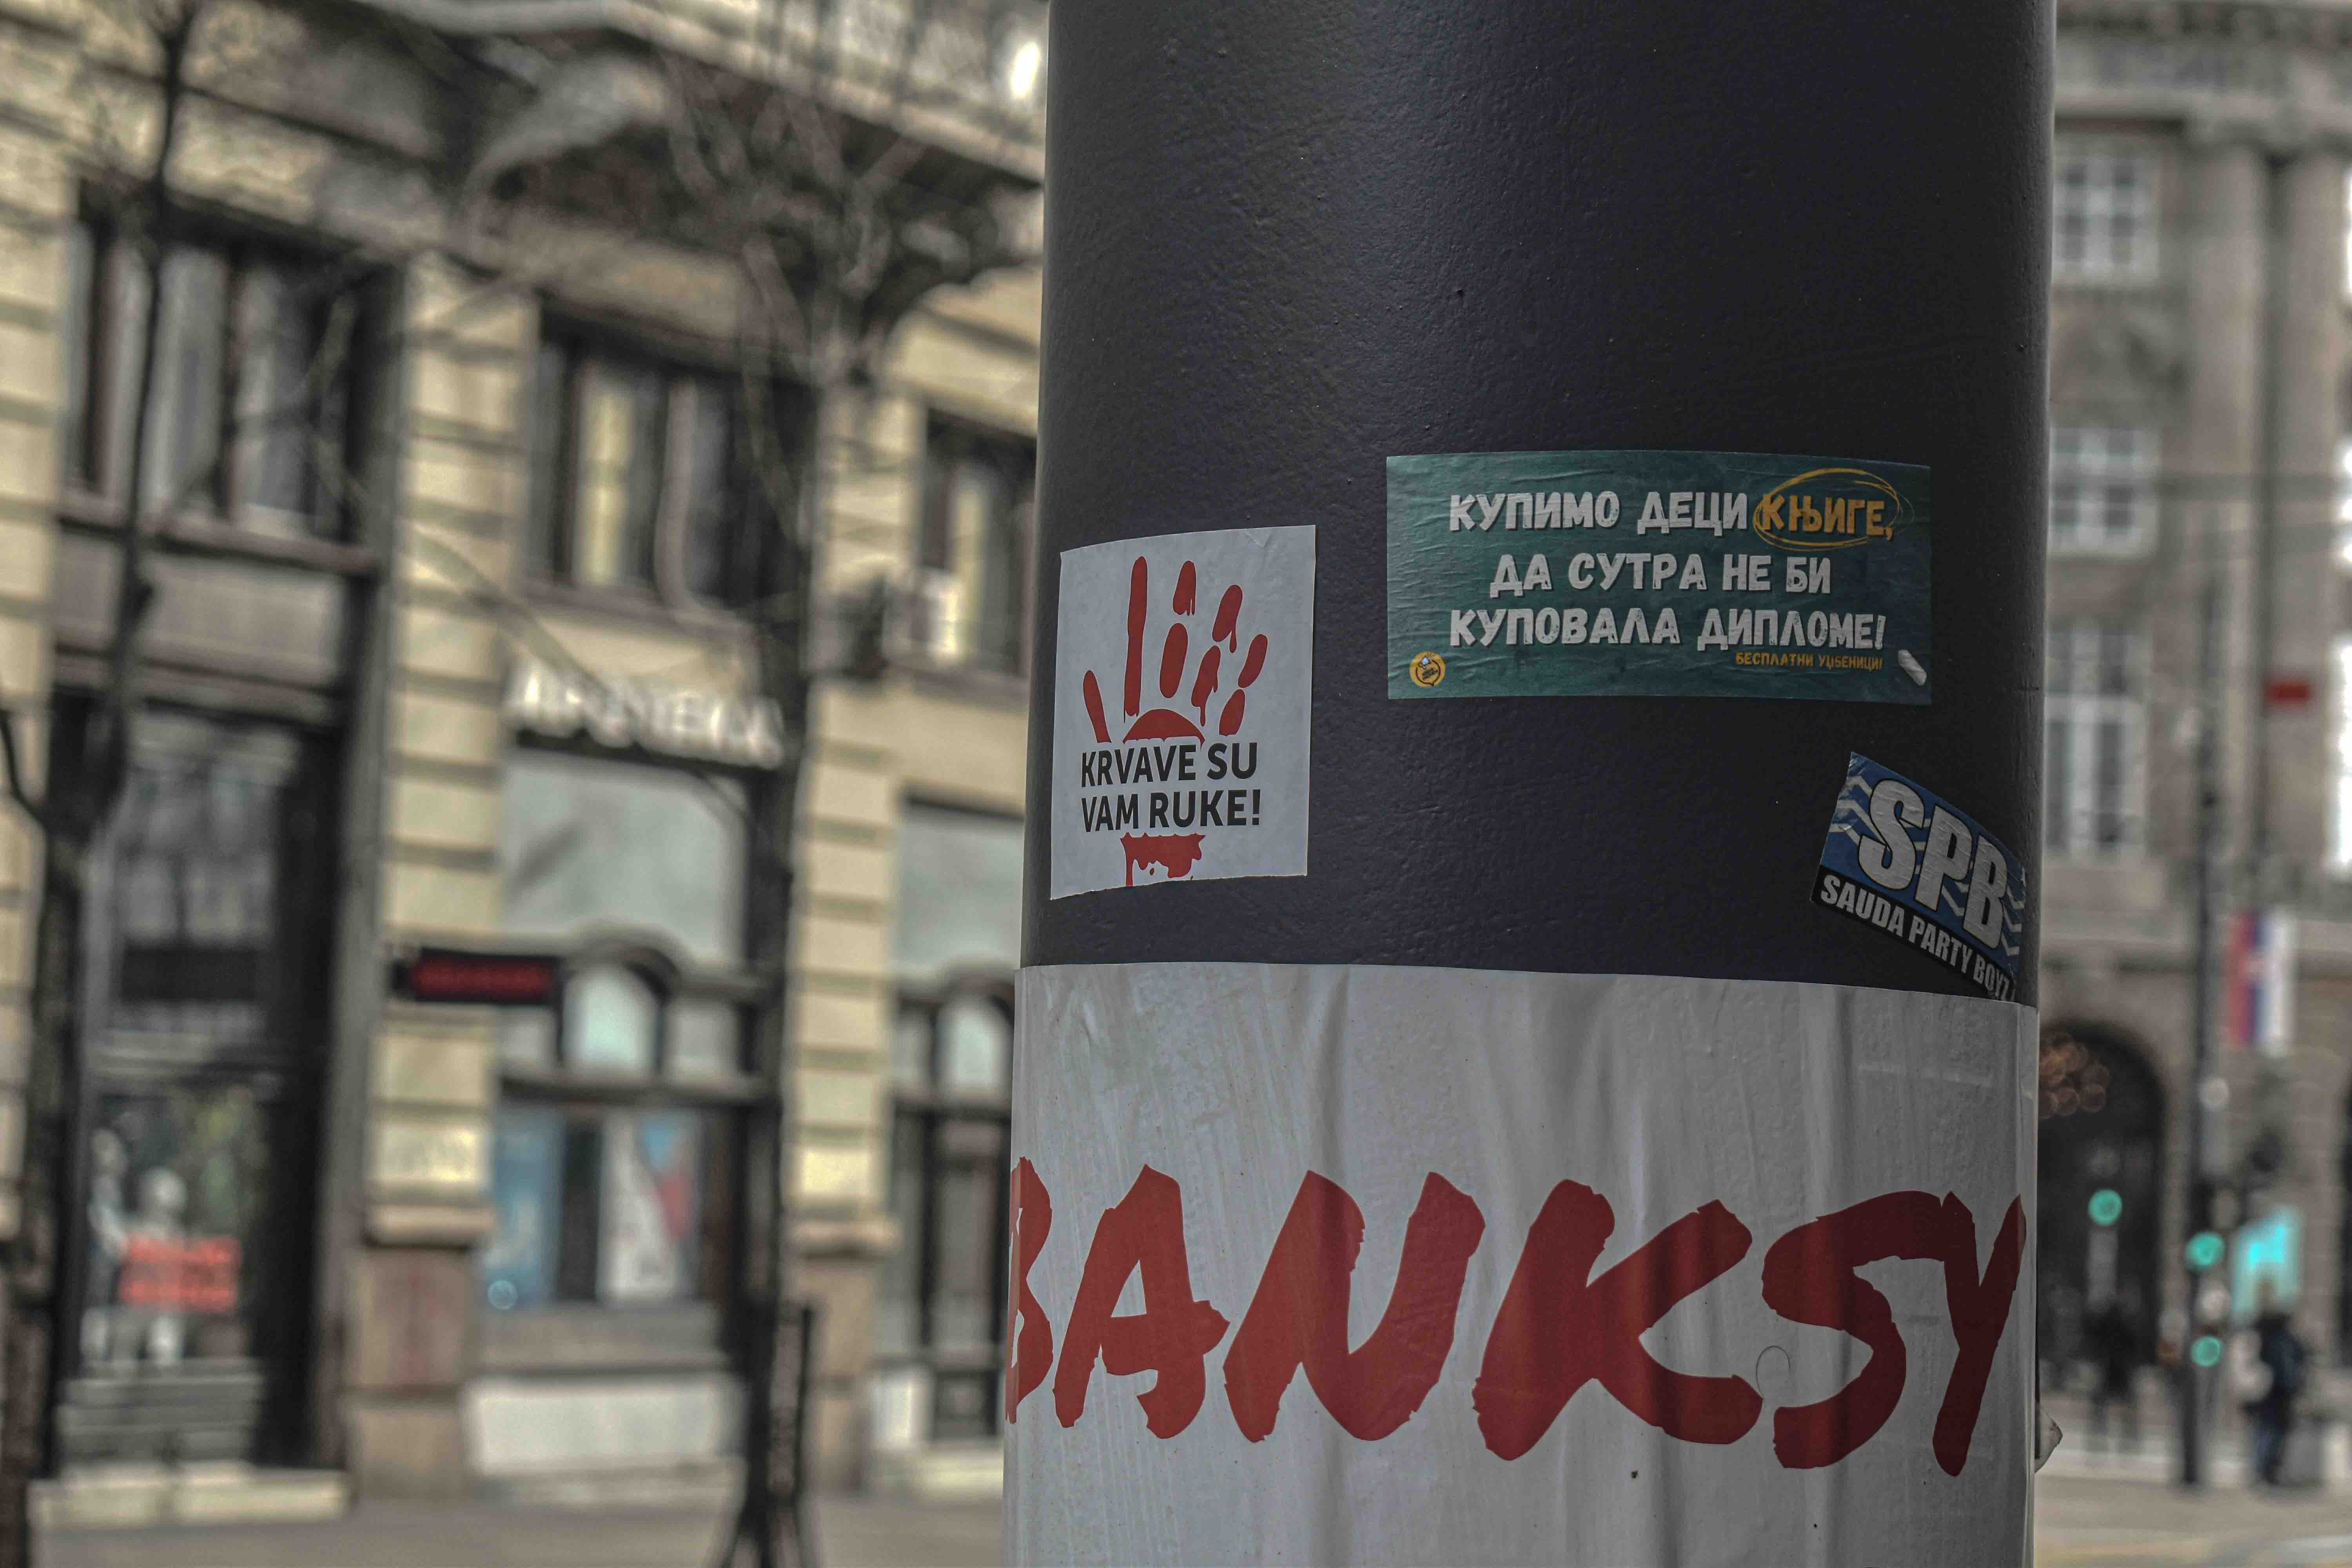 КУПИМО ДЕЦИ КЊИГЕ,
ДА СУТРА НЕ БИ
КУПОВАЛА ДИПЛОМЕ!
БЕСПЛАТНИ УЏБЕНИЦИ!
KRVAVE SU
VAM RUKE!
SPB
SAUDA PARTY BOYZ
BANKSY